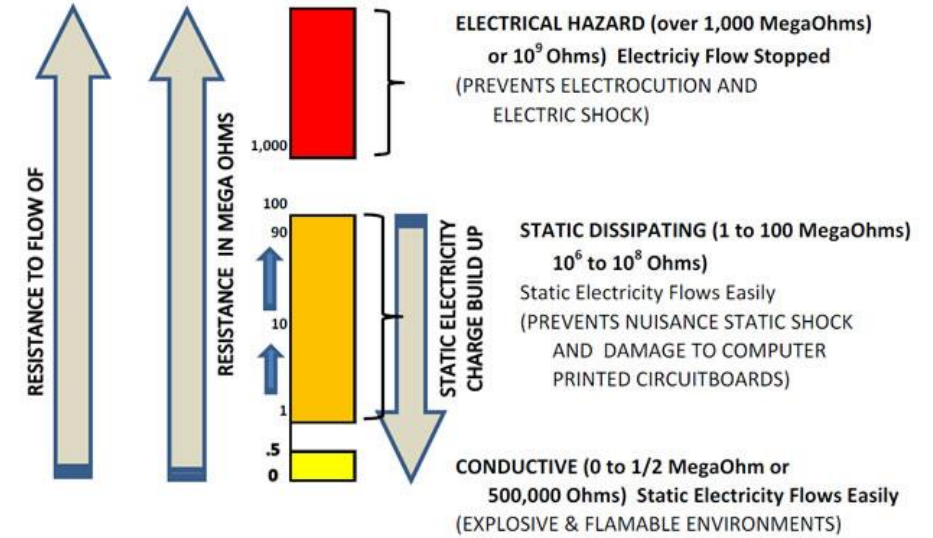 ELECTRICAL HAZARD (over 1,000 MegaOhms)
or 10⁹ Ohms) Electriciy Flow Stopped
(PREVENTS ELECTROCUTION AND
ELECTRIC SHOCK)
RESISTANCE TO FLOW OF
RESISTANCE IN MEGA OHMS
1,000
100
90
10
1
.5
0
STATIC ELECTRICITY
CHARGE BUILD UP
STATIC DISSIPATING (1 to 100 MegaOhms)
10⁶ to 10⁸ Ohms)
Static Electricity Flows Easily
(PREVENTS NUISANCE STATIC SHOCK
AND DAMAGE TO COMPUTER
PRINTED CIRCUITBOARDS)
CONDUCTIVE (0 to 1/2 MegaOhm or
500,000 Ohms) Static Electricity Flows Easily
(EXPLOSIVE & FLAMABLE ENVIRONMENTS)